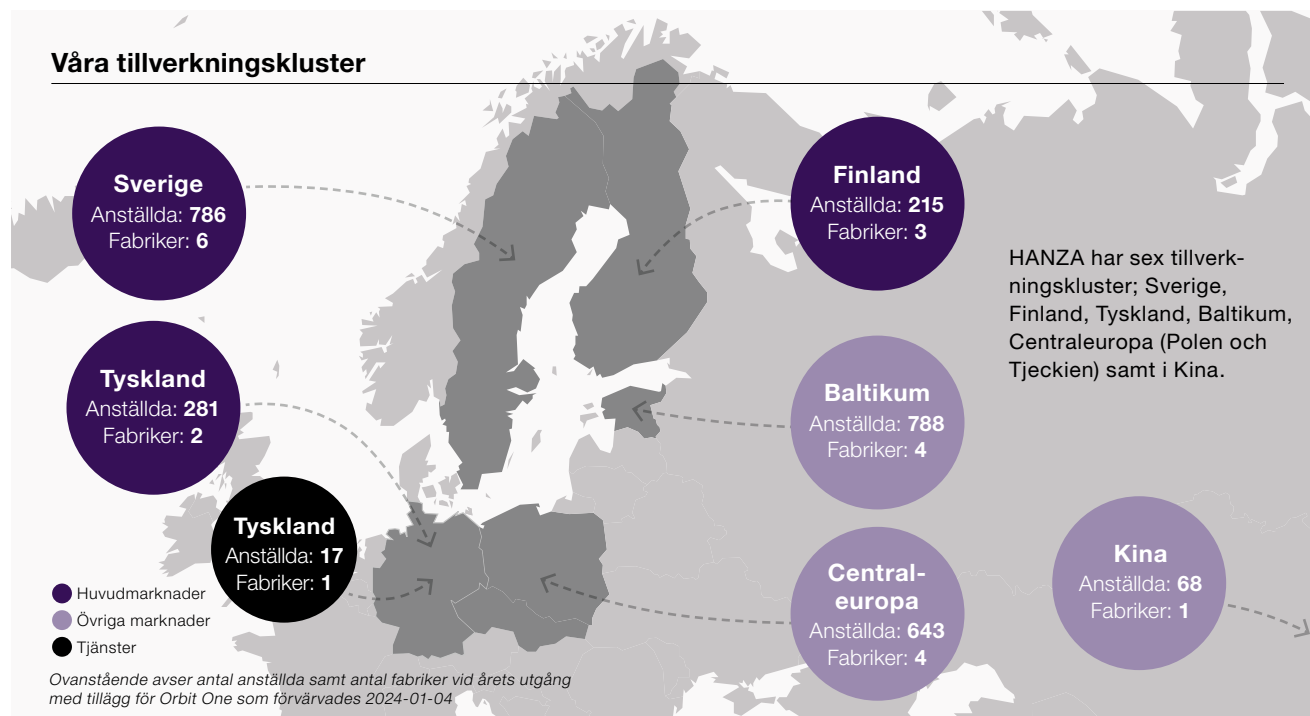 Våra tillverkningskluster
Sverige
Anställda: 786
Fabriker: 6
Finland
Anställda: 215
Fabriker: 3
HANZA har sex tillverk-
ningskluster; Sverige,
Finland, Tyskland, Baltikum,
Centraleuropa (Polen och
Tjeckien) samt i Kina.
Tyskland
Anställda: 281
Fabriker: 2
Baltikum
Anställda: 788
Fabriker: 4
Tyskland
Anställda: 17
Fabriker: 1
Central-
europa
Anställda: 643
Fabriker: 4
Kina
Anställda: 68
Fabriker: 1
Huvudmarknader
Övriga marknader
Tjänster
Ovanstående avser antal anställda samt antal fabriker vid årets utgång
med tillägg för Orbit One som förvärvades 2024-01-04